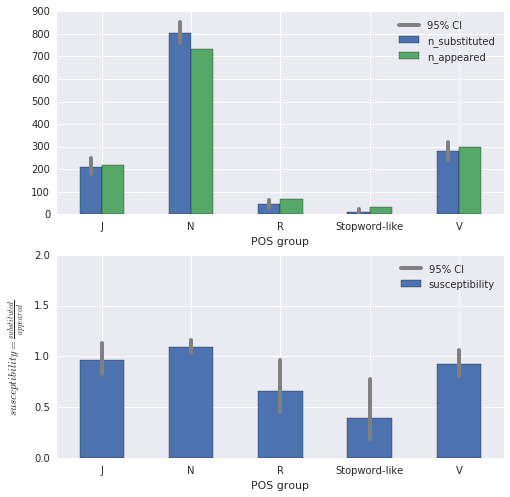 900
800
700
600
500
400
300
200
100
0
95% CI
n_substituted
n_appeared
J N R Stopword-like V
POS group
2.0
1.5
1.0
0.5
0.0
susceptibility = substituted / appeared
95% CI
susceptibility
J N R Stopword-like V
POS group